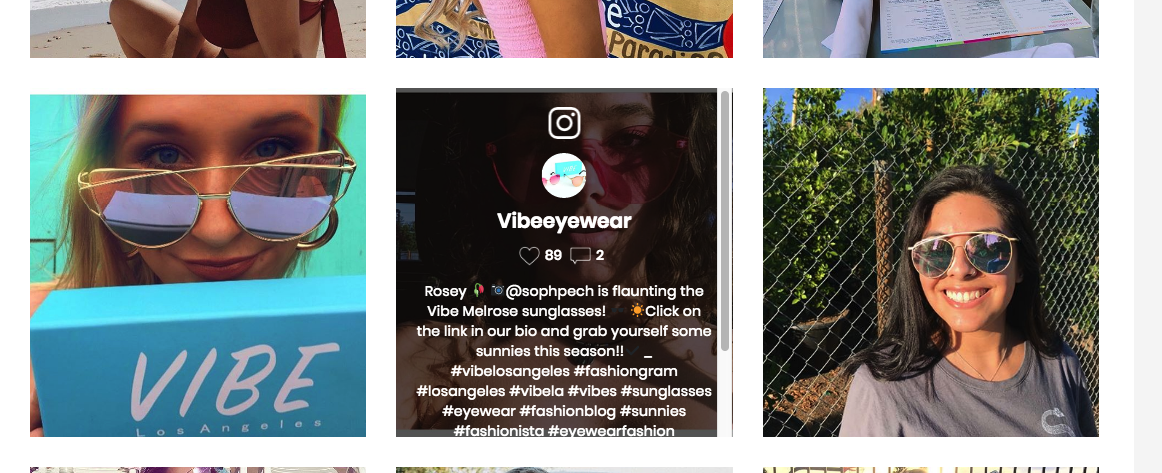 Paradise
VIBE
Los Angeles
Vibeeyewear
89 2
Rosey 🥀 📸@sophpech is flaunting the
Vibe Melrose sunglasses! ☀️Click on
the link in our bio and grab yourself some
sunnies this season!! _
#vibelosangeles #fashiongram
#losangeles #vibela #vibes #sunglasses
#eyewear #fashionblog #sunnies
#fashionista #eyewearfashion